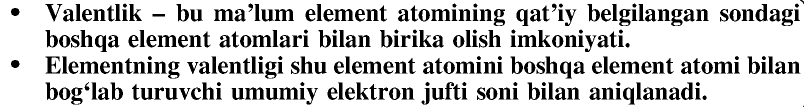 • Valentlik – bu ma’lum element atomining qat’iy belgilangan sondagi
boshqa element atomlari bilan birika olish imkoniyati.
• Elementning valentligi shu element atomini boshqa element atomi bilan
bog‘lab turuvchi umumiy elektron jufti soni bilan aniqlanadi.